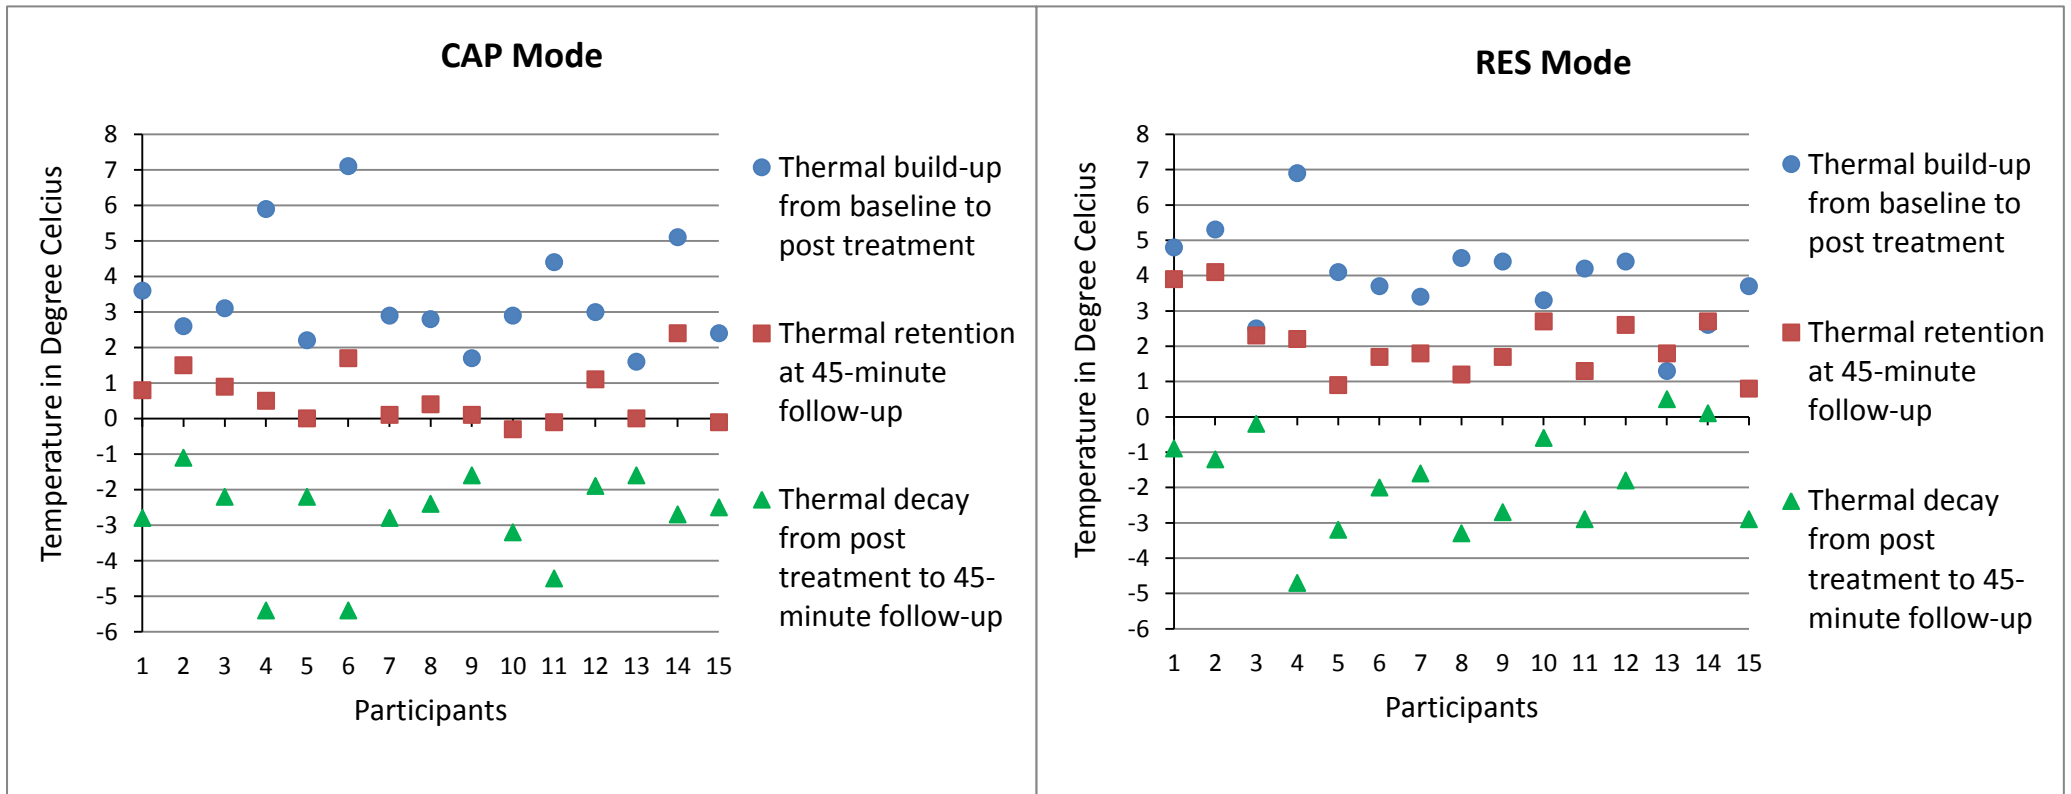 CAP Mode
Temperature in Degree Celcius
8
7
6
5
4
3
2
1
0
-1
-2
-3
-4
-5
-6
1 2 3 4 5 6 7 8 9 10 11 12 13 14 15
Participants
Thermal build-up
from baseline to
post treatment
Thermal retention
at 45-minute
follow-up
Thermal decay
from post
treatment to 45-
minute follow-up
RES Mode
Temperature in Degree Celcius
8
7
6
5
4
3
2
1
0
-1
-2
-3
-4
-5
-6
1 2 3 4 5 6 7 8 9 10 11 12 13 14 15
Participants
Thermal build-up
from baseline to
post treatment
Thermal retention
at 45-minute
follow-up
Thermal decay
from post
treatment to 45-
minute follow-up